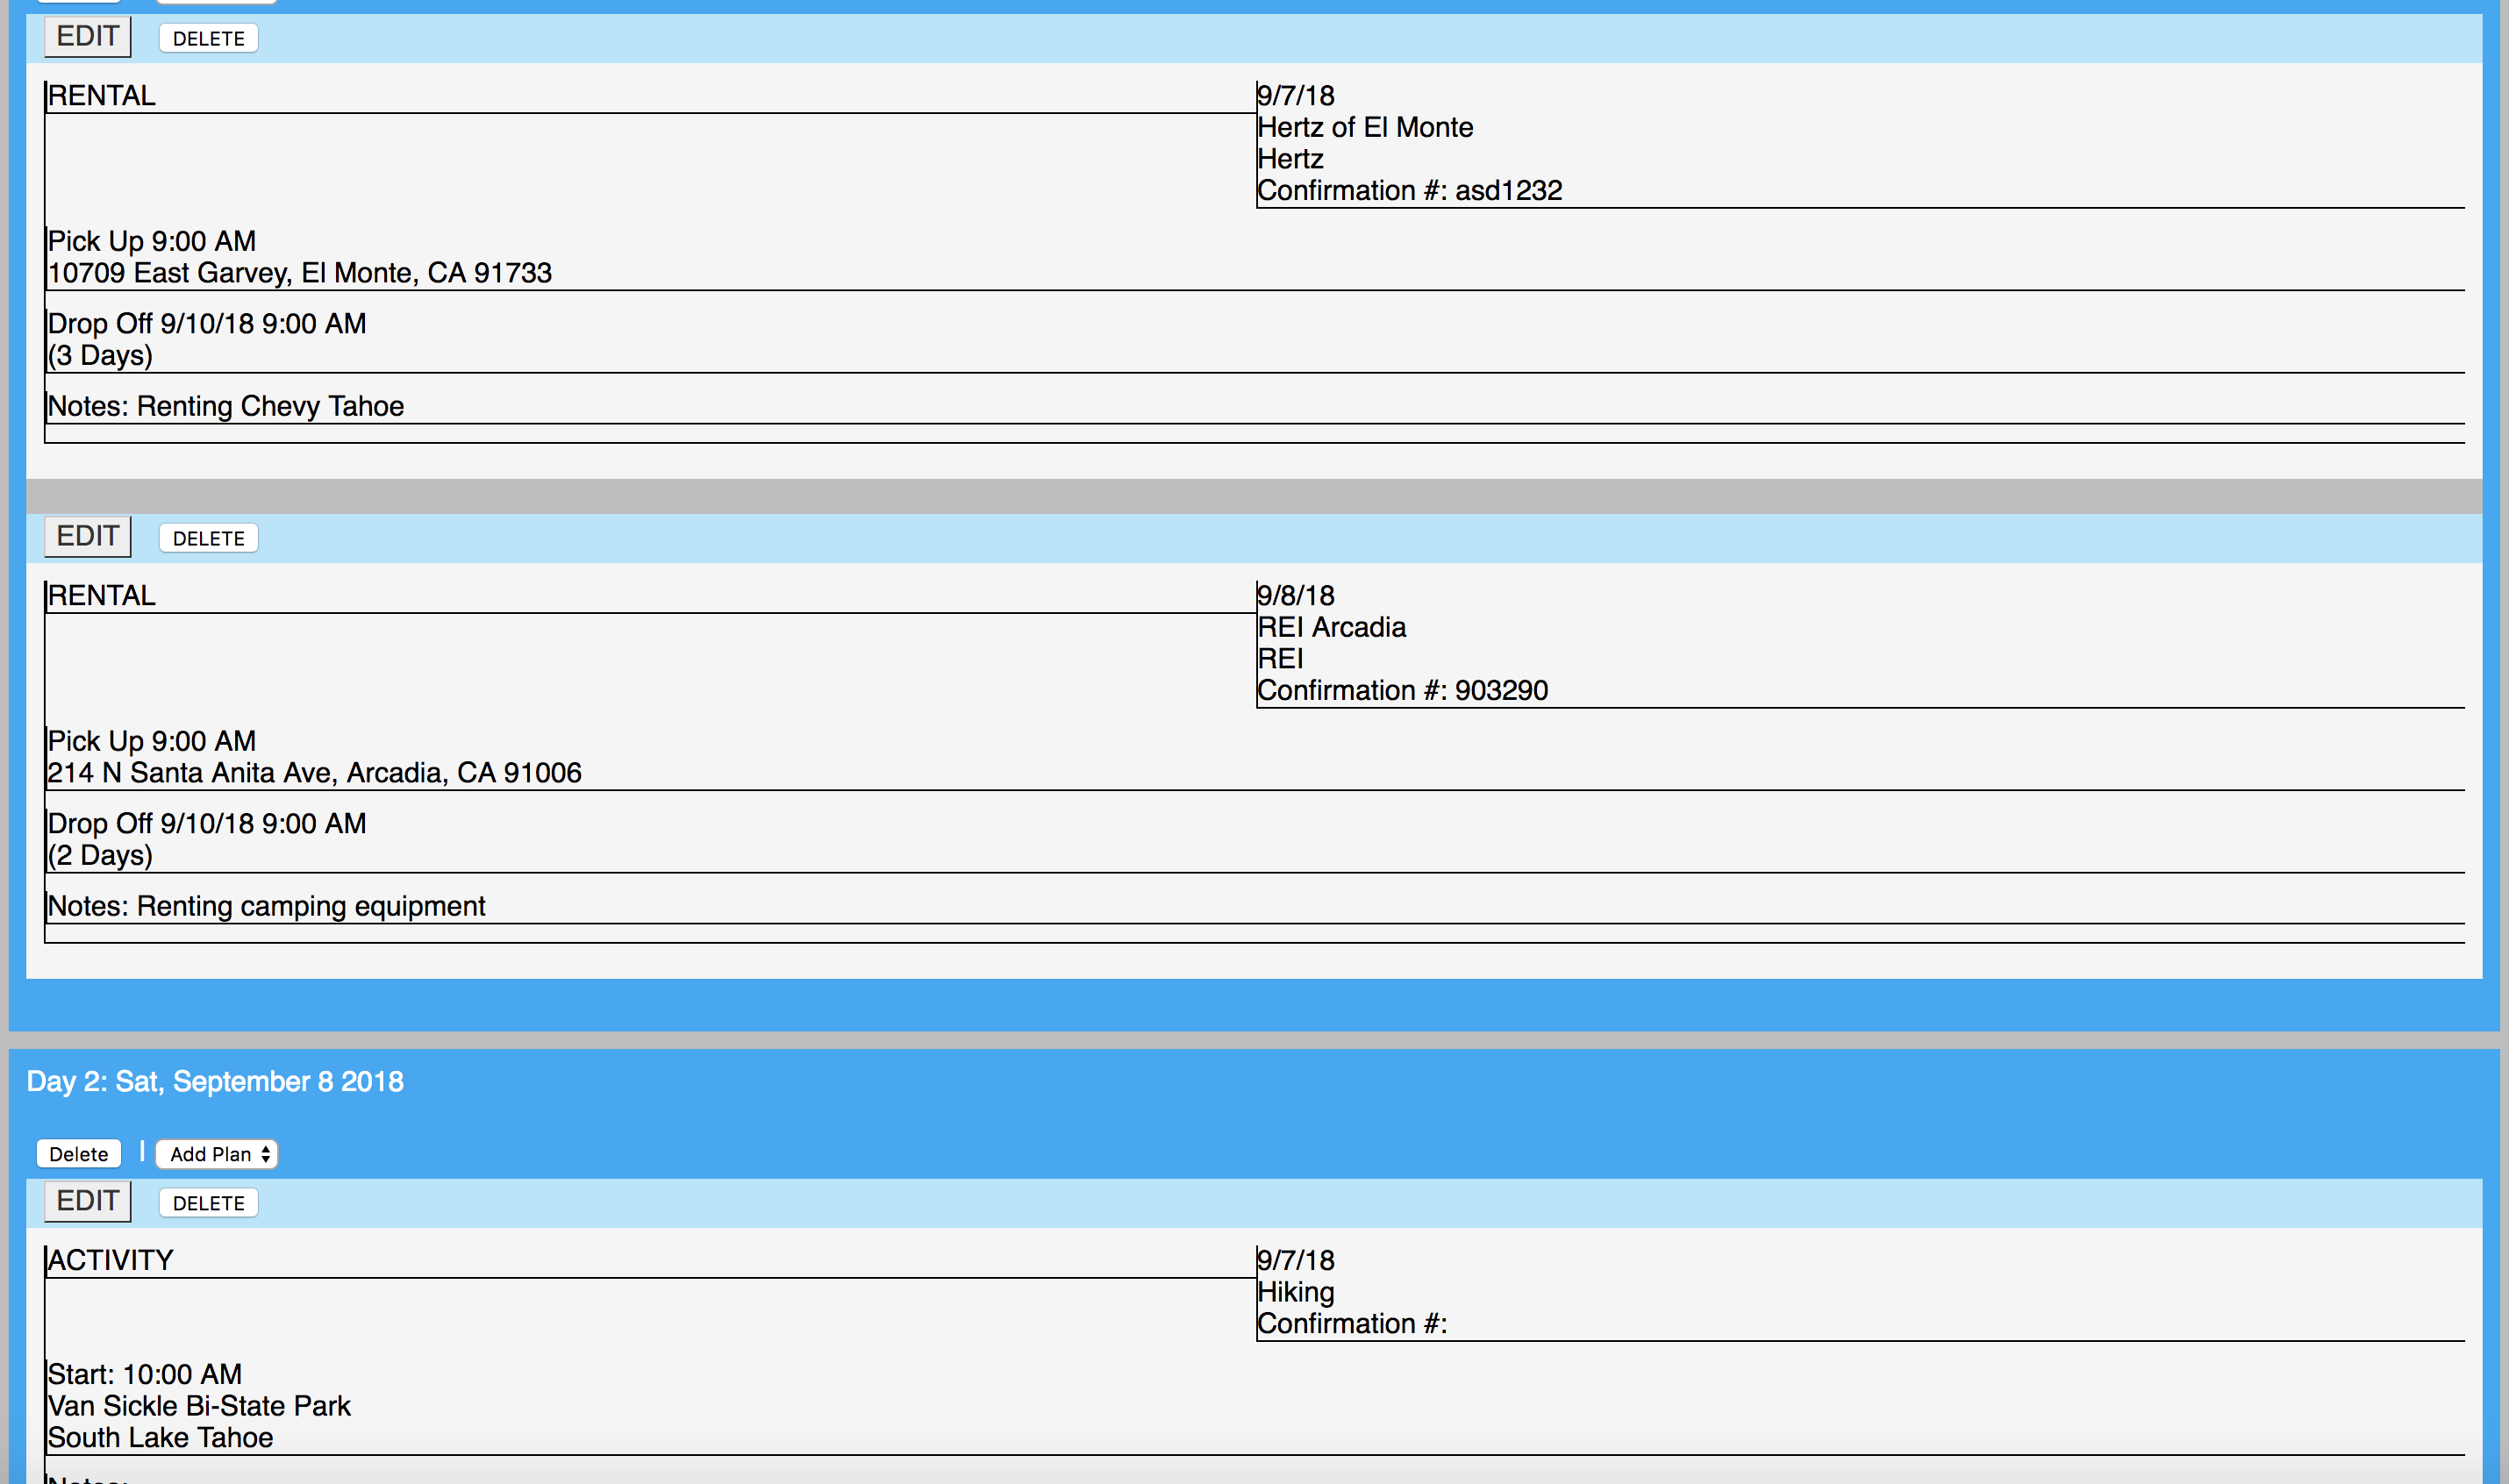 EDIT DELETE
RENTAL
9/7/18
Hertz of El Monte
Hertz
Confirmation #: asd1232
Pick Up 9:00 AM
10709 East Garvey, El Monte, CA 91733
Drop Off 9/10/18 9:00 AM
(3 Days)
Notes: Renting Chevy Tahoe
EDIT DELETE
RENTAL
9/8/18
REI Arcadia
REI
Confirmation #: 903290
Pick Up 9:00 AM
214 N Santa Anita Ave, Arcadia, CA 91006
Drop Off 9/10/18 9:00 AM
(2 Days)
Notes: Renting camping equipment
Day 2: Sat, September 8 2018
Delete | Add Plan
EDIT DELETE
ACTIVITY
9/7/18
Hiking
Confirmation #:
Start: 10:00 AM
Van Sickle Bi-State Park
South Lake Tahoe